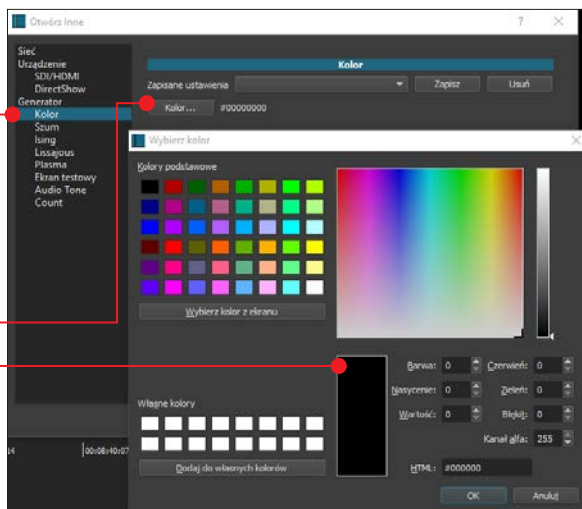 Otwórz Inne
Sieć
Urządzenie
SDI/HDMI
DirectShow
Generator
Kolor
Szum
Ising
Lissajous
Plasma
Ekran testowy
Audio Tone
Count
Kolor
Zapisane ustawienia
Zapisz
Usuń
Kolor... #00000000
Wybierz kolor
Kolory podstawowe
Wybierz kolor z ekranu
Własne kolory
Dodaj do własnych kolorów
Barwa: 0 Czerwień: 0
Nasycenie: 0 Zieleń: 0
Wartość: 0 Błękit: 0
Kanał alfa: 255
HTML: #000000
OK Anuluj
14 00:08:40:07